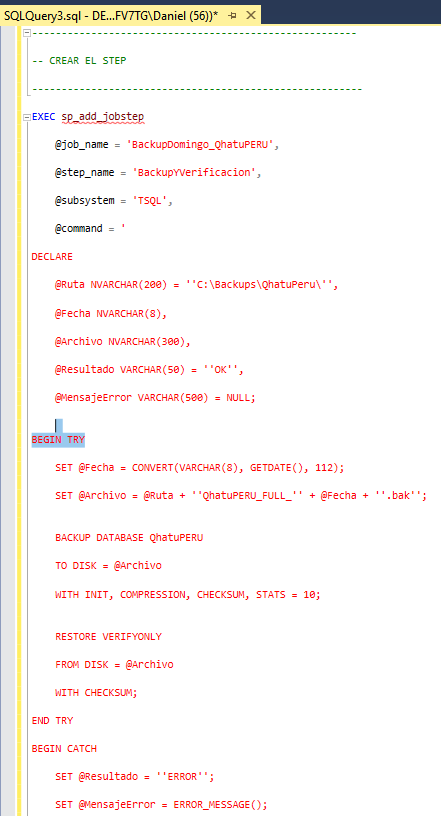 SQLQuery3.sql - DE...FV7TG\Daniel (56))*
--------------------------------------------------
-- CREAR EL STEP
---------------------------------------------------
EXEC sp_add_jobstep
@job_name = 'BackupDomingo_QhatuPERU',
@step_name = 'BackupYVerificacion',
@subsystem = 'TSQL',
@command = '
DECLARE
@Ruta NVARCHAR(200) = ''C:\Backups\QhatuPeru\'',
@Fecha NVARCHAR(8),
@Archivo NVARCHAR(300),
@Resultado VARCHAR(50) = ''OK'',
@MensajeError VARCHAR(500) = NULL;
BEGIN TRY
SET @Fecha = CONVERT(VARCHAR(8), GETDATE(), 112);
SET @Archivo = @Ruta + ''QhatuPERU_FULL_'' + @Fecha + ''.bak'';
BACKUP DATABASE QhatuPERU
TO DISK = @Archivo
WITH INIT, COMPRESSION, CHECKSUM, STATS = 10;
RESTORE VERIFYONLY
FROM DISK = @Archivo
WITH CHECKSUM;
END TRY
BEGIN CATCH
SET @Resultado = ''ERROR'';
SET @MensajeError = ERROR_MESSAGE();